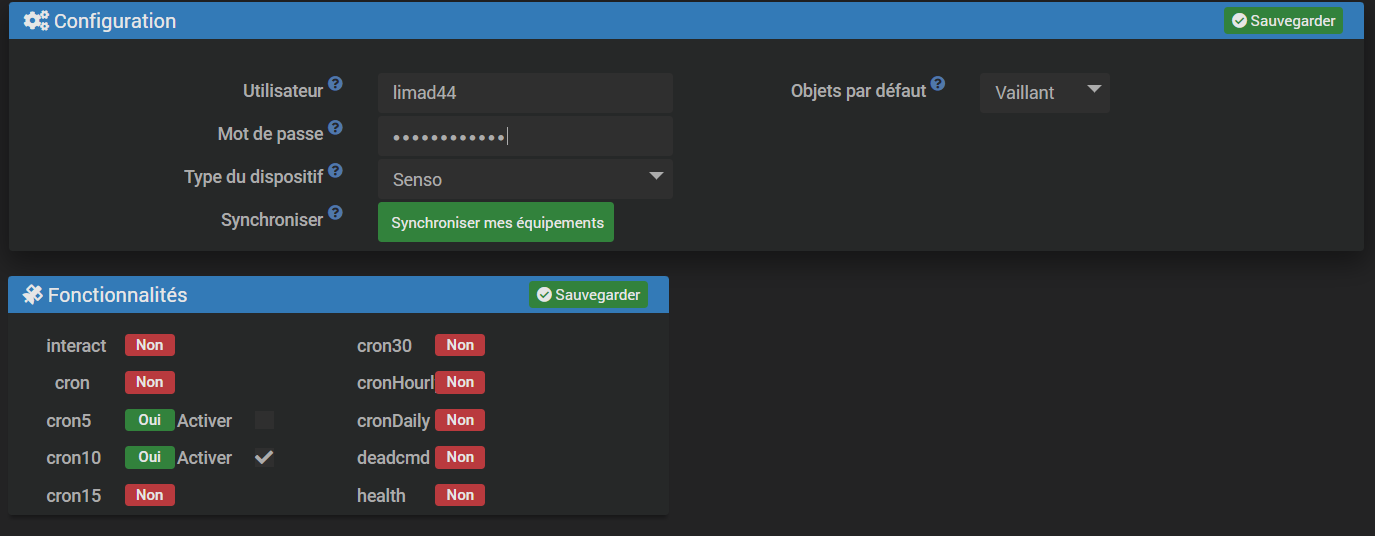 Configuration Sauvegarder
Utilisateur ? limad44 Objets par défaut ? Vaillant
Mot de passe ? ••••••••••••
Type du dispositif ? Senso
Synchroniser ? Synchroniser mes équipements
Fonctionnalités Sauvegarder
interact Non cron30 Non
cron Non cronHourl Non
cron5 Oui Activer cronDaily Non
cron10 Oui Activer deadcmd Non
cron15 Non health Non